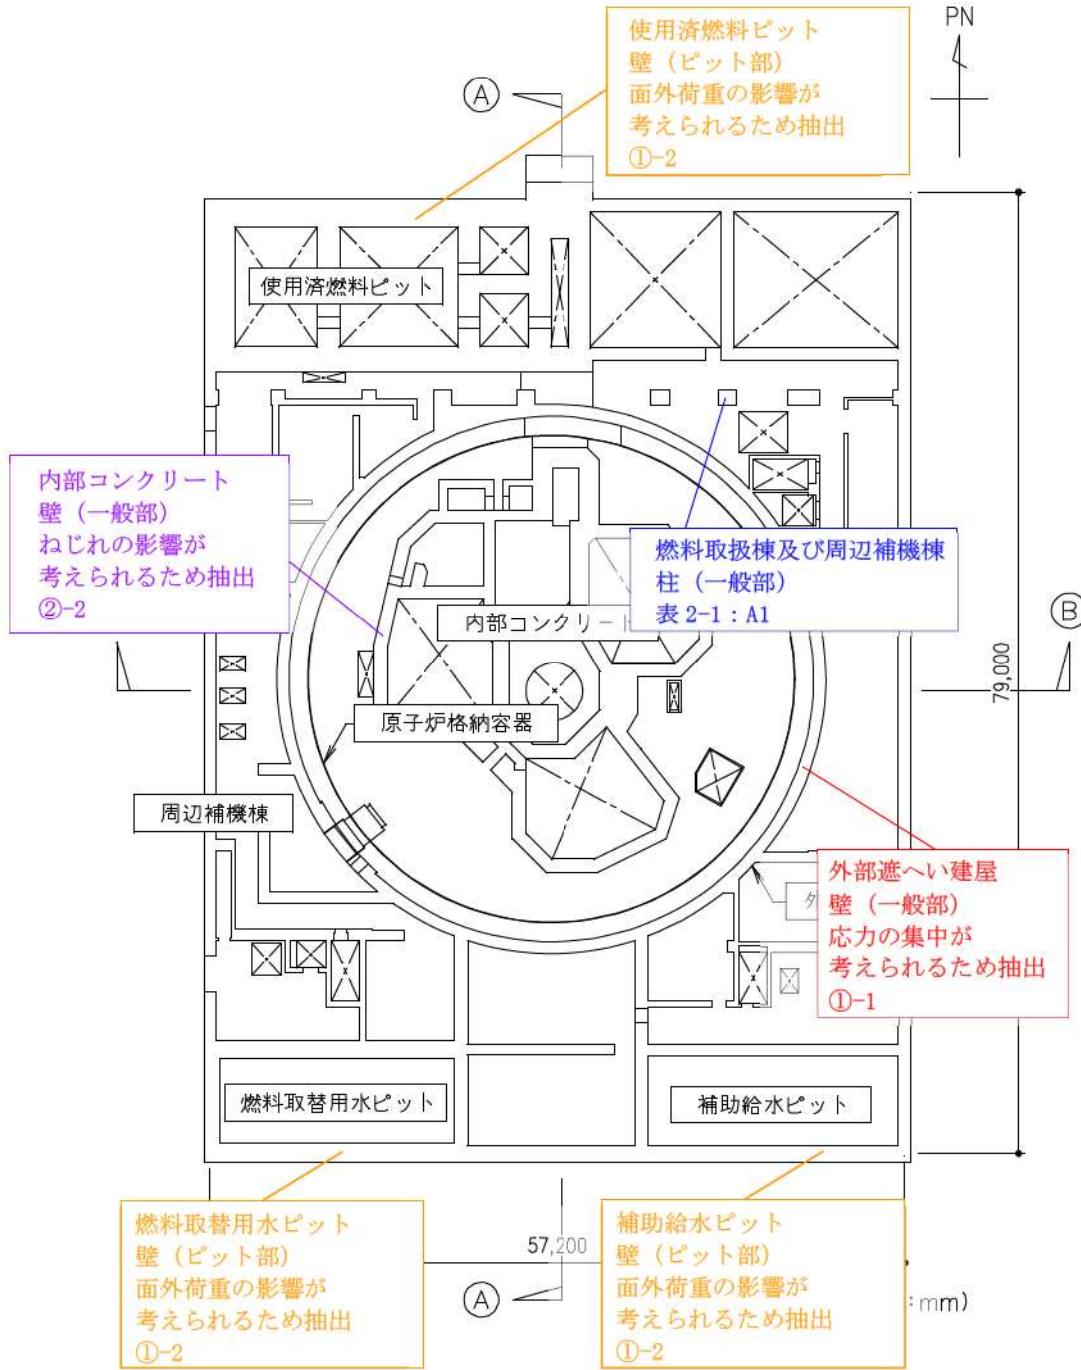 使用済燃料ピット
壁（ピット部）
面外荷重の影響が
考えられるため抽出
①-2
PN
A
使用済燃料ピット
内部コンクリート
壁（一般部）
ねじれの影響が
考えられるため抽出
②-2
燃料取扱棟及び周辺補機棟
柱（一般部）
表 2-1：A1
内部コンクリート
B
79,000
原子炉格納容器
周辺補機棟
外部遮へい建屋
壁（一般部）
応力の集中が
考えられるため抽出
①-1
燃料取替用水ピット
補助給水ピット
燃料取替用水ピット
壁（ピット部）
面外荷重の影響が
考えられるため抽出
①-2
57,200
A
補助給水ピット
壁（ピット部）
面外荷重の影響が
考えられるため抽出
①-2
:mm)